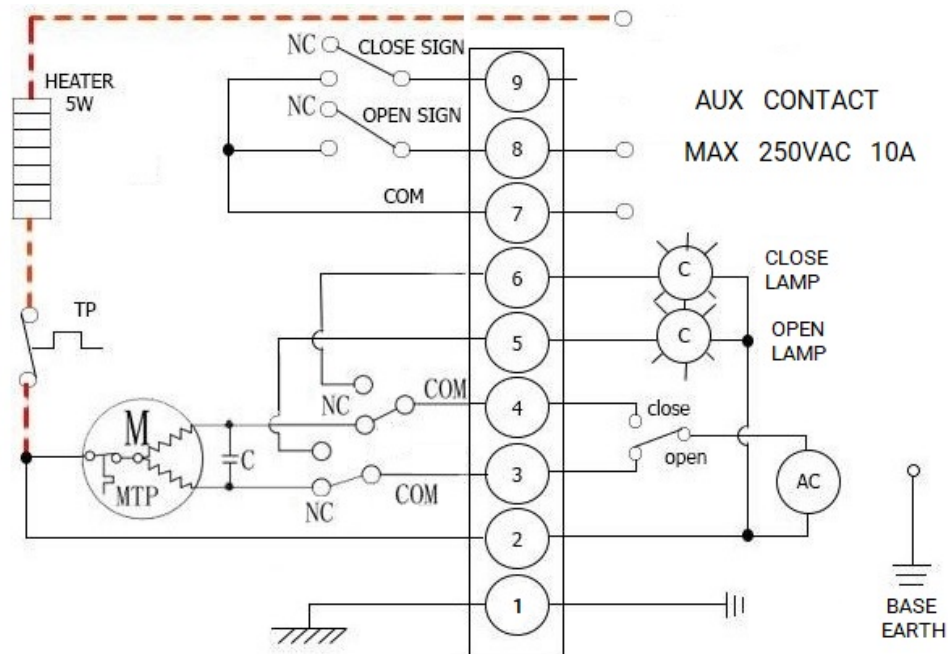 NC
CLOSE SIGN
HEATER
5W
9
NC
OPEN SIGN
AUX CONTACT
8
MAX 250VAC 10A
COM
7
6
C
CLOSE
LAMP
TP
5
C
OPEN
LAMP
COM
4
close
NC
M
C
open
MTP
COM
3
AC
NC
2
1
BASE
EARTH